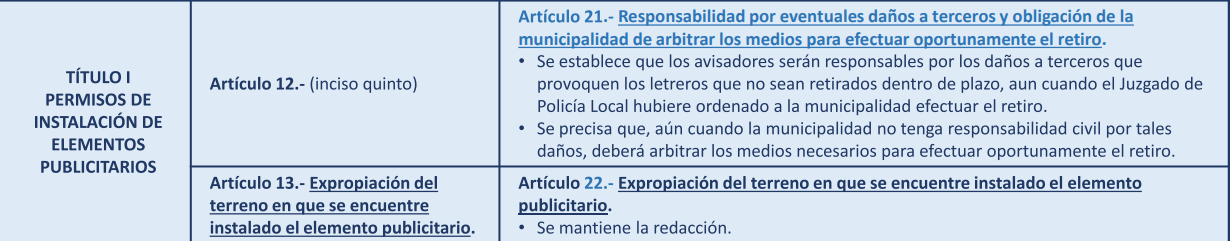 TÍTULO I
PERMISOS DE
INSTALACIÓN DE
ELEMENTOS
PUBLICITARIOS
Artículo 12.- (inciso quinto)
Artículo 21.- Responsabilidad por eventuales daños a terceros y obligación de la
municipalidad de arbitrar los medios para efectuar oportunamente el retiro.
• Se establece que los avisadores serán responsables por los daños a terceros que
provoquen los letreros que no sean retirados dentro de plazo, aun cuando el Juzgado de
Policía Local hubiere ordenado a la municipalidad efectuar el retiro.
• Se precisa que, aún cuando la municipalidad no tenga responsabilidad civil por tales
daños, deberá arbitrar los medios necesarios para efectuar oportunamente el retiro.
Artículo 13.- Expropiación del
terreno en que se encuentre
instalado el elemento publicitario.
Artículo 22.- Expropiación del terreno en que se encuentre instalado el elemento
publicitario.
• Se mantiene la redacción.